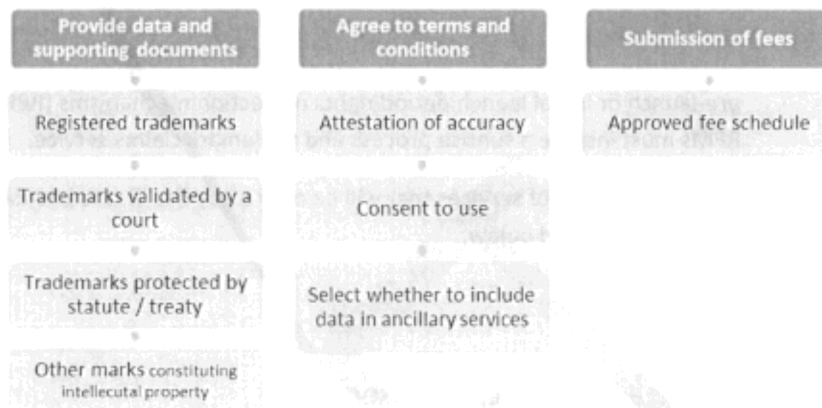 Provide data and
supporting documents
Registered trademarks
Trademarks validated by a
court
Trademarks protected by
statute / treaty
Other marks constituting
intellecutal property
Agree to terms and
conditions
Attestation of accuracy
Consent to use
Select whether to include
data in ancillary services
Submission of fees
Approved fee schedule